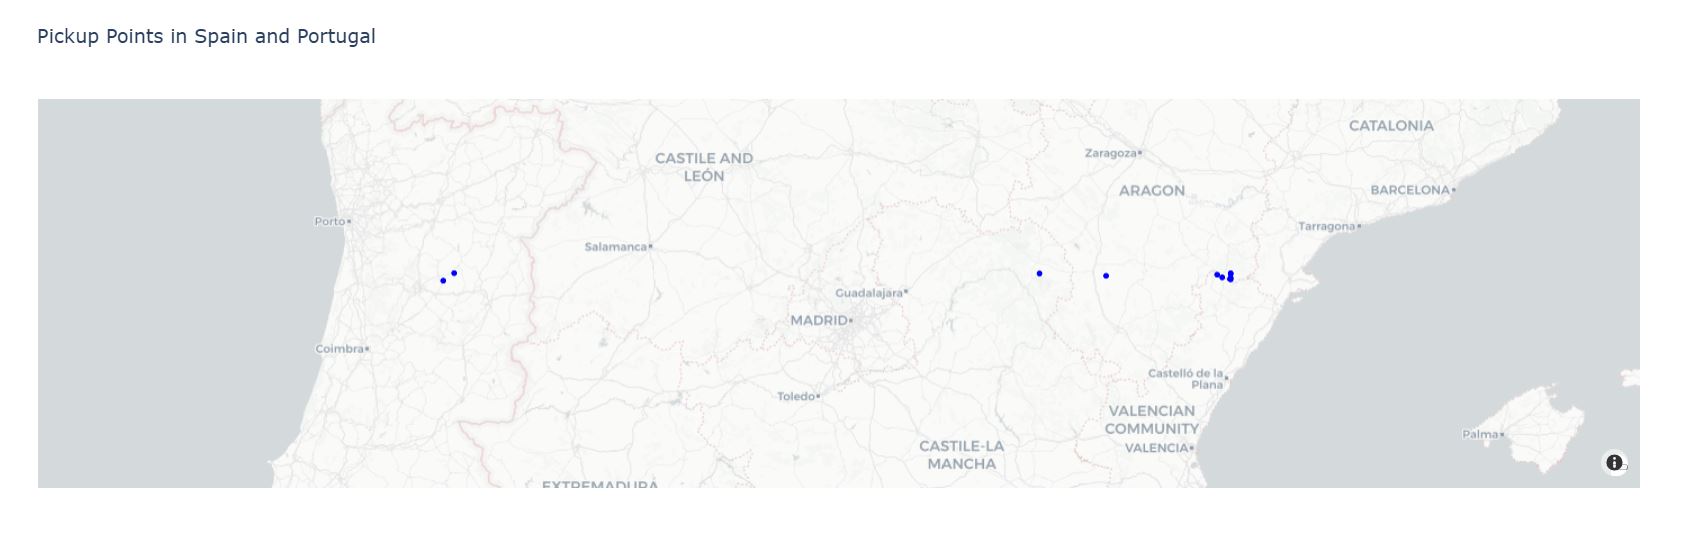 Pickup Points in Spain and Portugal
CATALONIA
Zaragoza
CASTILE AND
LEÓN
ARAGON
BARCELONA
Porto
Tarragona
Salamanca
Guadalajara
MADRID
Coimbra
Castelló de la
Plana
Toledo
VALENCIAN
COMMUNITY
Palma
CASTILE-LA
MANCHA
VALENCIA
EXTREMADURA